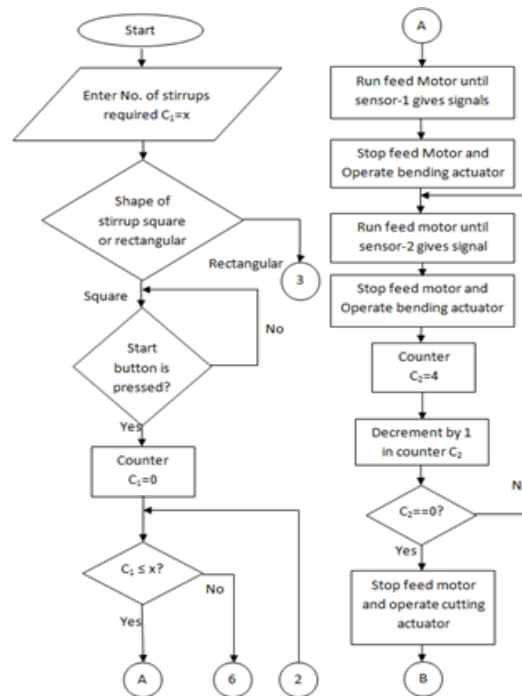 Start
Enter No. of stirrups
required C₁=x
Shape of
stirrup square
or rectangular
Rectangular
3
Square
No
Start
button is
pressed?
Yes
Counter
C₁=0
C₁ ≤ x?
No
Yes
A
6
2
A
Run feed Motor until
sensor-1 gives signals
Stop feed Motor and
Operate bending actuator
Run feed motor until
sensor-2 gives signal
Stop feed motor and
Operate bending actuator
Counter
C₂=4
Decrement by 1
in counter C₂
C₂==0?
Yes
Stop feed motor
and operate cutting
actuator
B